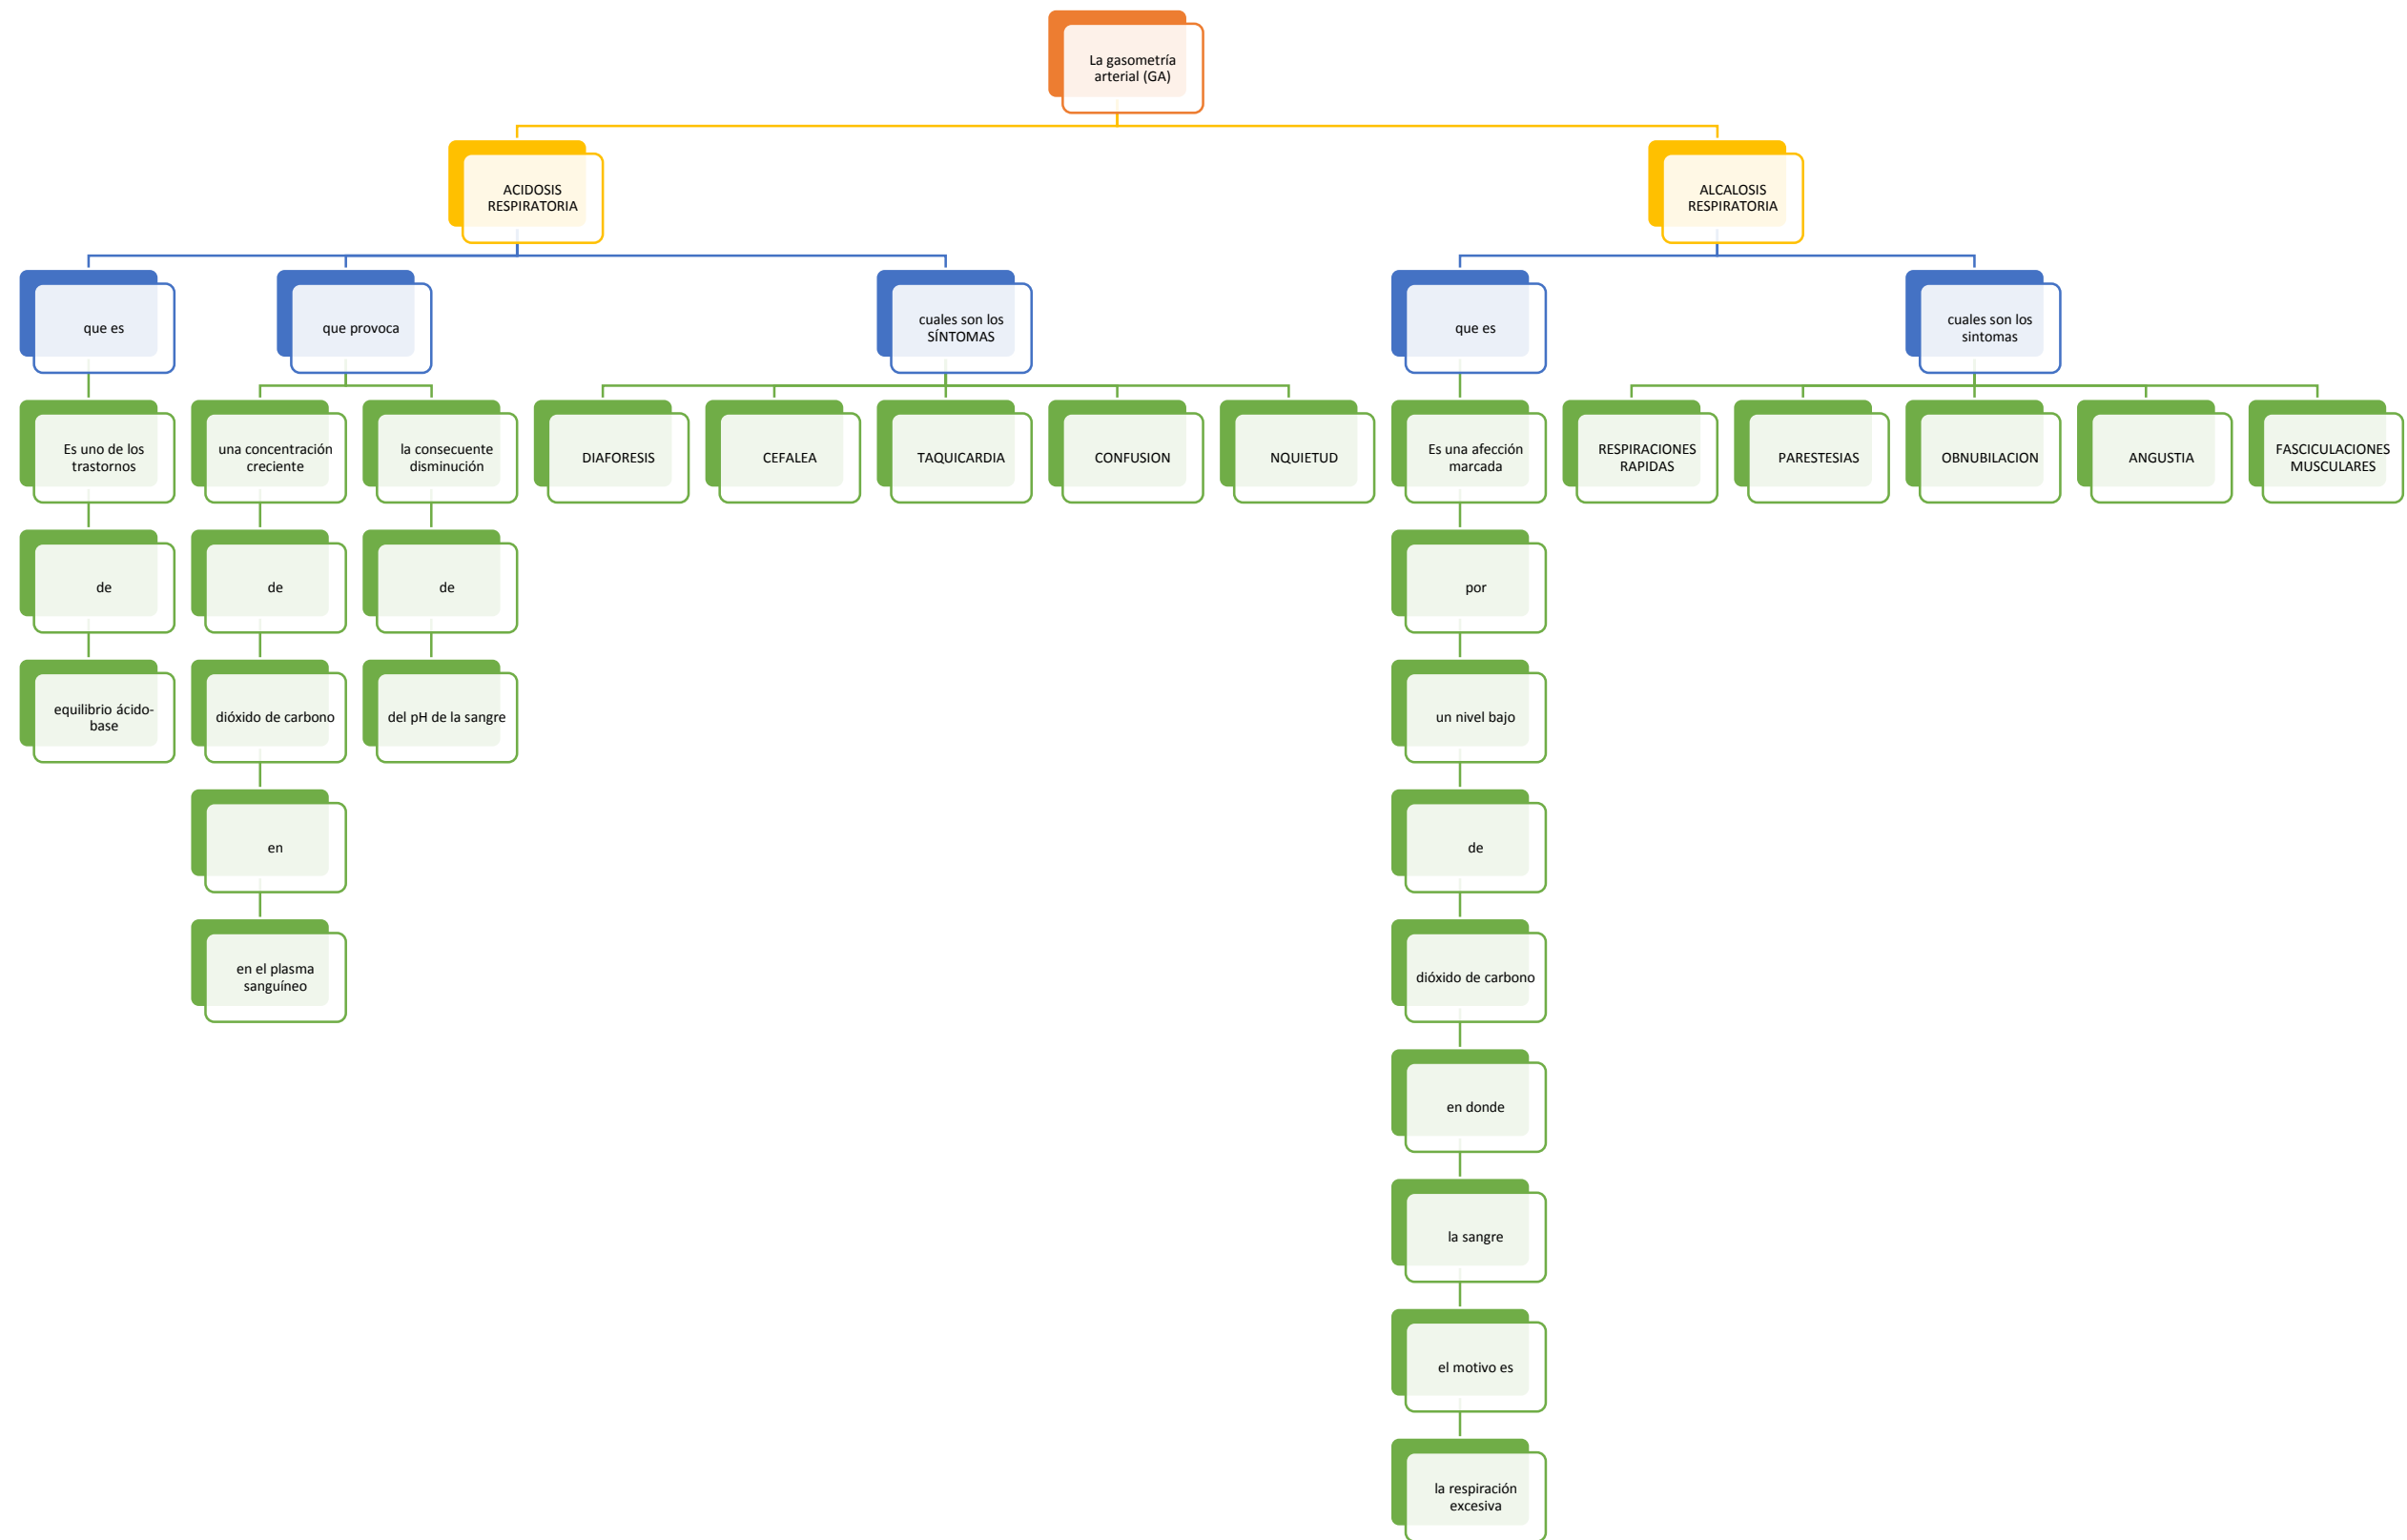 La gasometría
arterial (GA)
ACIDOSIS
RESPIRATORIA
ALCALOSIS
RESPIRATORIA
que es
que provoca
cuales son los
SÍNTOMAS
que es
cuales son los
sintomas
Es uno de los
trastornos
una concentración
creciente
la consecuente
disminución
DIAFORESIS
CEFALEA
TAQUICARDIA
CONFUSION
NQUIETUD
Es una afección
marcada
RESPIRACIONES
RAPIDAS
PARESTESIAS
OBNUBILACION
ANGUSTIA
FASCICULACIONES
MUSCULARES
de
de
de
por
equilibrio ácido-
base
dióxido de carbono
del pH de la sangre
un nivel bajo
en
de
en el plasma
sanguíneo
dióxido de carbono
en donde
la sangre
el motivo es
la respiración
excesiva